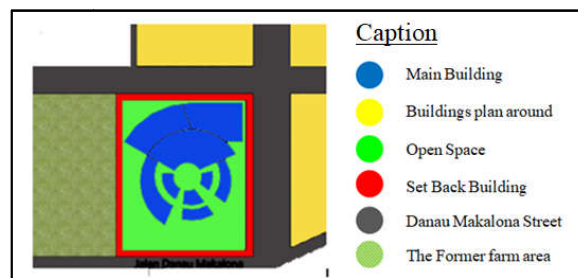 Caption
Main Building
Buildings plan around
Open Space
Set Back Building
Danau Makalona Street
The Former farm area
Jalan Danau Makalona